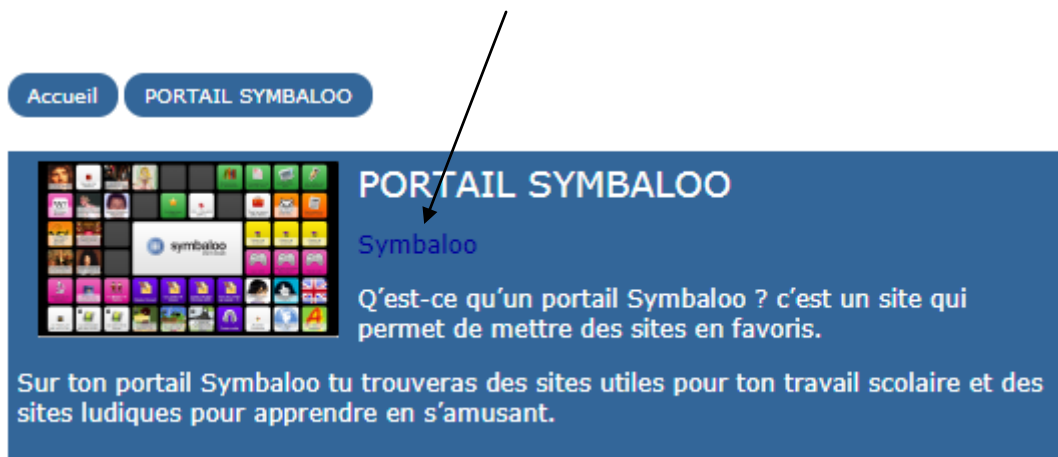 Accueil
PORTAIL SYMBALOO
symbaloo
PORTAIL SYMBALOO
Symbaloo
Q’est-ce qu’un portail Symbaloo ? c’est un site qui
permet de mettre des sites en favoris.
Sur ton portail Symbaloo tu trouveras des sites utiles pour ton travail scolaire et des
sites ludiques pour apprendre en s’amusant.